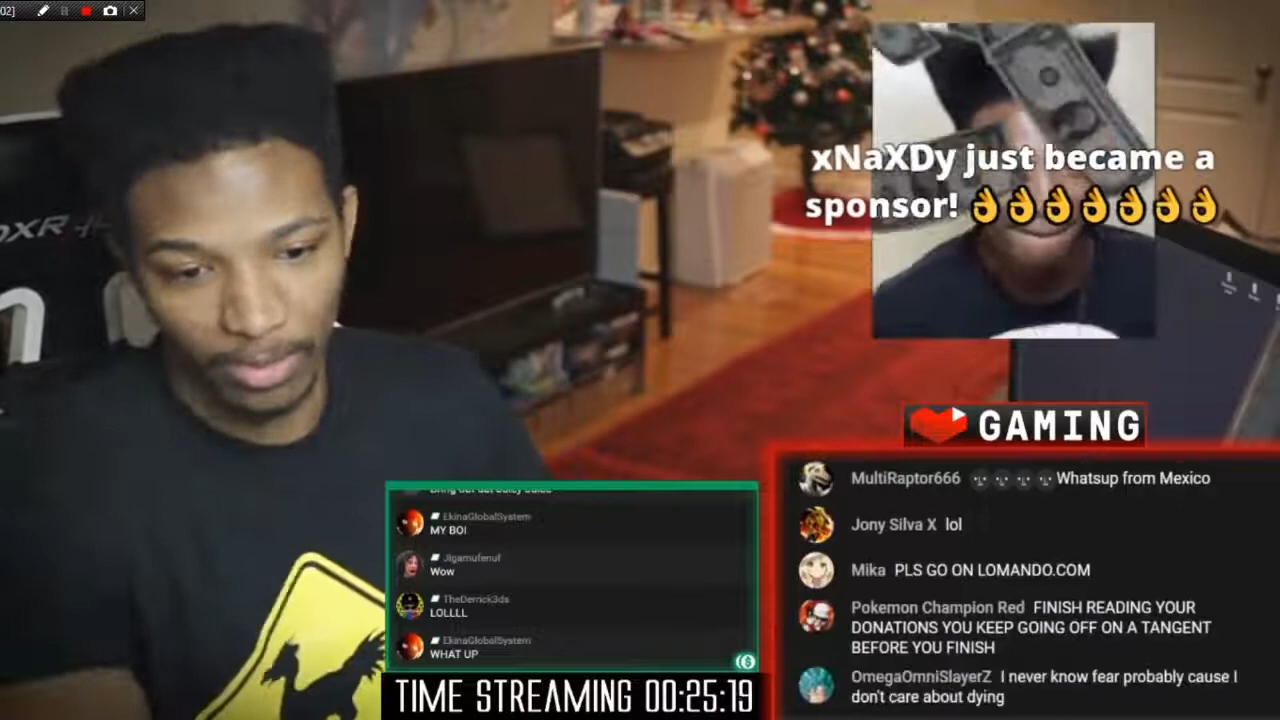 02]
DXR
xNaXDy just became a
sponsor! 👌👌👌👌👌👌👌
GAMING
MultiRaptor666 Whatsup from Mexico
Jony Silva X lol
Mika PLS GO ON LOMANDO.COM
Pokemon Champion Red FINISH READING YOUR
DONATIONS YOU KEEP GOING OFF ON A TANGENT
BEFORE YOU FINISH
OmegaOmniSlayerZ I never know fear probably cause I
don't care about dying
EkinaGlobalSystem
MY BOI
Jigamufenuf
Wow
TheDerrick3ds
LOLLLL
EkinaGlobalSystem
WHAT UP
TIME STREAMING 00:25:19